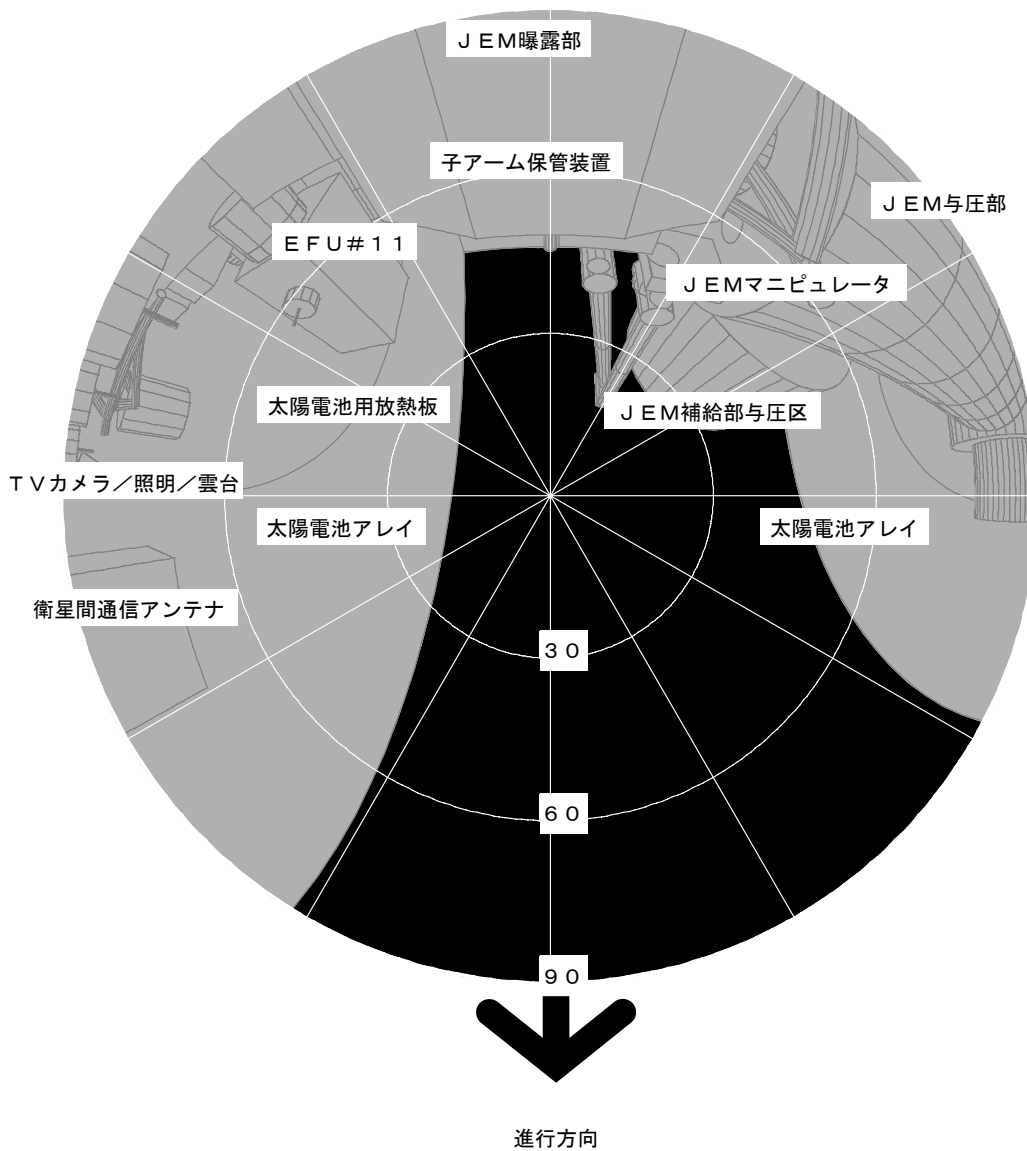 ＪＥＭ曝露部
子アーム保管装置
ＪＥＭ与圧部
ＥＦＵ＃１１
ＪＥＭマニピュレータ
太陽電池用放熱板
ＪＥＭ補給部与圧区
ＴＶカメラ／照明／雲台
太陽電池アレイ
太陽電池アレイ
衛星間通信アンテナ
３０
６０
９０
進行方向